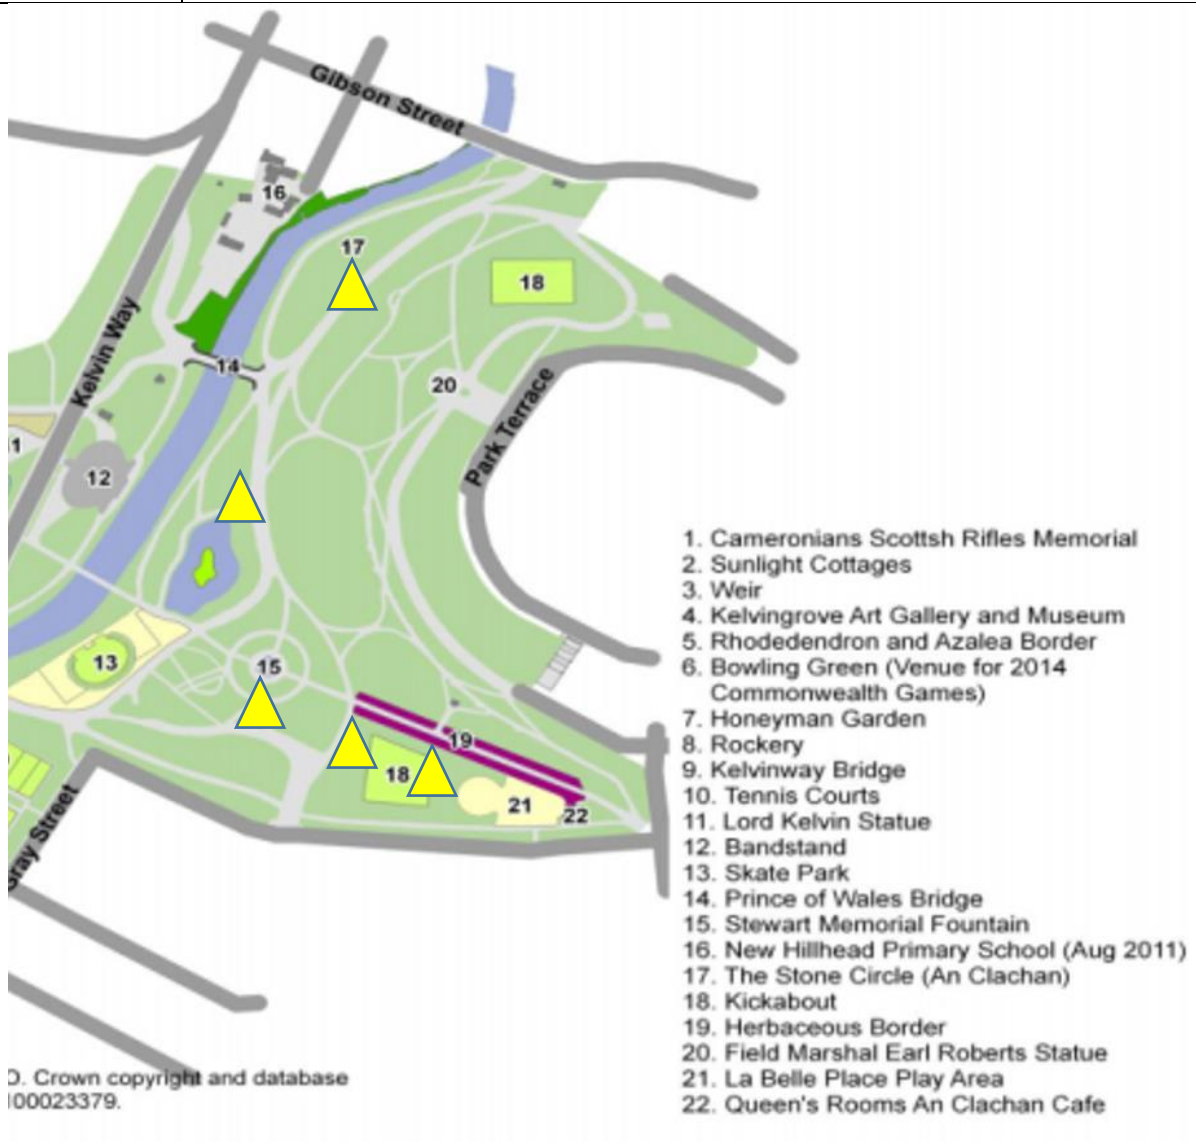 Gibson Street
16
17
18
Kelvin Way
14
20
Park Terrace
12
13
15
19
18
21
22
Gray Street
1. Cameronians Scottsh Rifles Memorial
2. Sunlight Cottages
3. Weir
4. Kelvingrove Art Gallery and Museum
5. Rhodedendron and Azalea Border
6. Bowling Green (Venue for 2014
Commonwealth Games)
7. Honeyman Garden
8. Rockery
9. Kelvinway Bridge
10. Tennis Courts
11. Lord Kelvin Statue
12. Bandstand
13. Skate Park
14. Prince of Wales Bridge
15. Stewart Memorial Fountain
16. New Hillhead Primary School (Aug 2011)
17. The Stone Circle (An Clachan)
18. Kickabout
19. Herbaceous Border
20. Field Marshal Earl Roberts Statue
21. La Belle Place Play Area
22. Queen's Rooms An Clachan Cafe
O. Crown copyright and database
100023379.